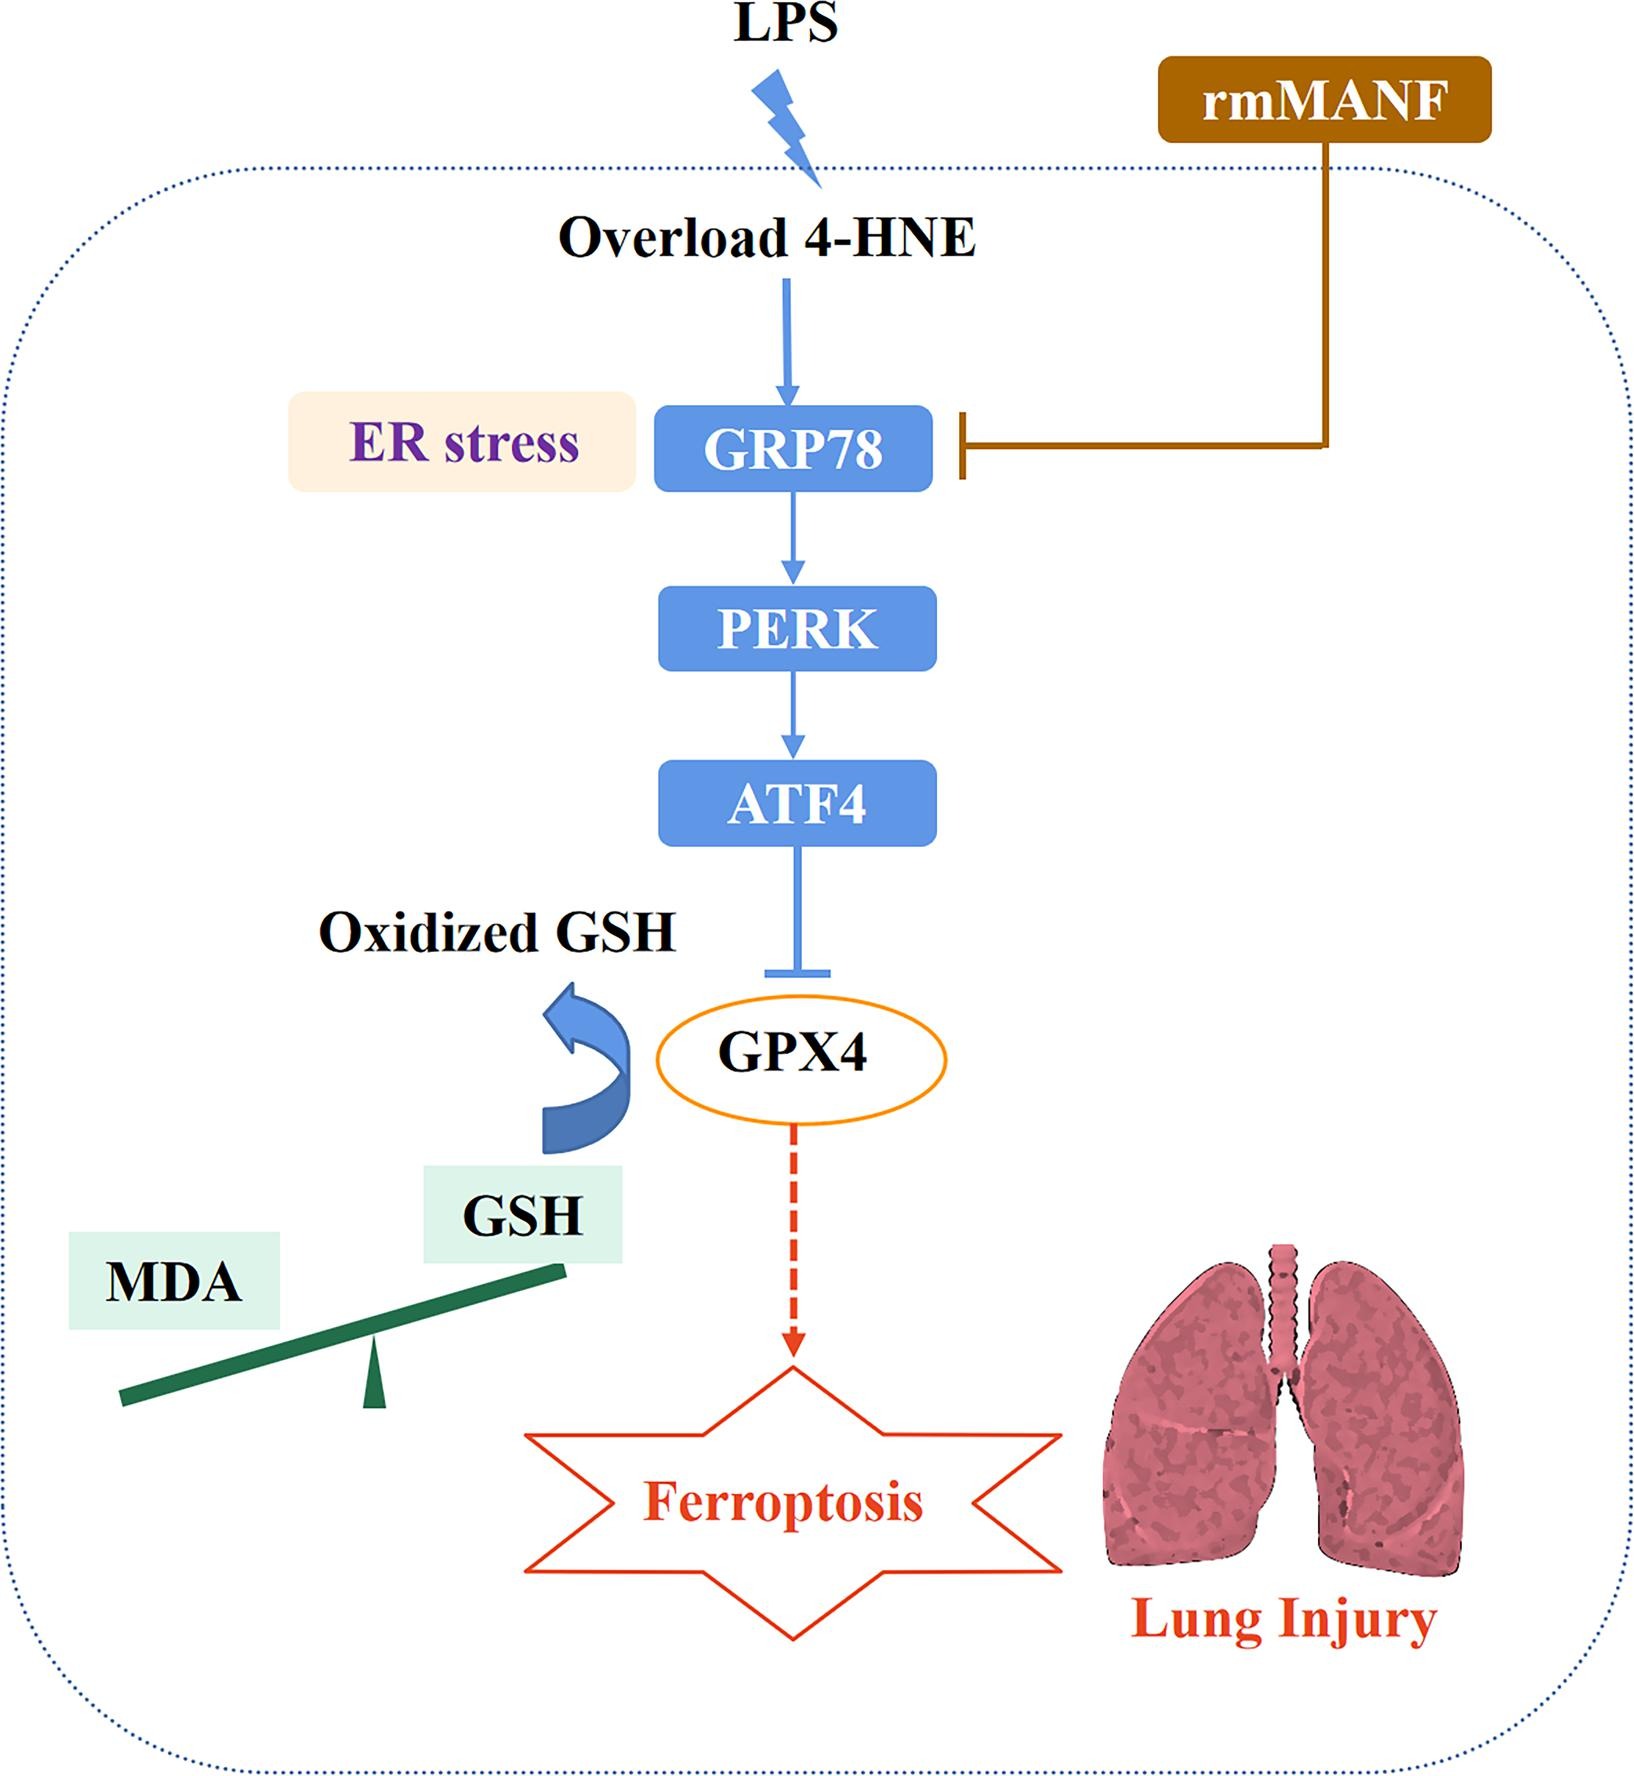 LPS
rmMANF
Overload 4-HNE
ER stress
GRP78
PERK
ATF4
Oxidized GSH
GPX4
GSH
MDA
Ferroptosis
Lung Injury